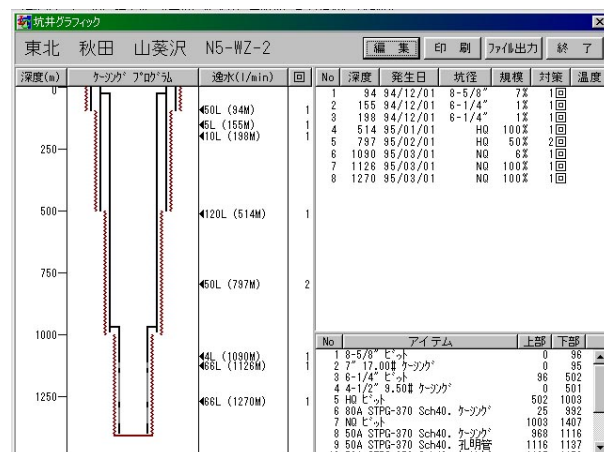 坑井グラフィック
東北 秋田 山葵沢 N5-WZ-2
編 集 印 刷 ファイル出力 終 了
深度(m) ケーシング プログラム 逸水(l/min) 回
0
250
500
750
1000
1250
50L (94M) 1
5L (155M) 1
10L (198M) 1
120L (514M) 1
50L (797M) 2
4L (1090M) 1
66L (1126M) 1
66L (1270M) 1
No 深度 発生日 坑径 規模 対策 温度
1 94 94/12/01 8-5/8" 7% 1回
2 155 94/12/01 6-1/4" 1% 1回
3 198 94/12/01 6-1/4" 1% 1回
4 514 95/01/01 HQ 100% 1回
5 797 95/02/01 HQ 50% 2回
6 1090 95/03/01 NQ 6% 1回
7 1126 95/03/01 NQ 100% 1回
8 1270 95/03/01 NQ 100% 1回
No アイテム 上部 下部
1 8-5/8" ビット 0 96
2 7" 17.00# ケーシング 0 95
3 6-1/4" ビット 96 502
4 4-1/2" 9.50# ケーシング 0 501
5 HQ ビット 502 1003
6 80A STPG-370 Sch40. ケーシング 25 992
7 NQ ビット 1003 1407
8 50A STPG-370 Sch40. ケーシング 968 1116
9 50A STPG-370 Sch40. 孔明管 1116 1137